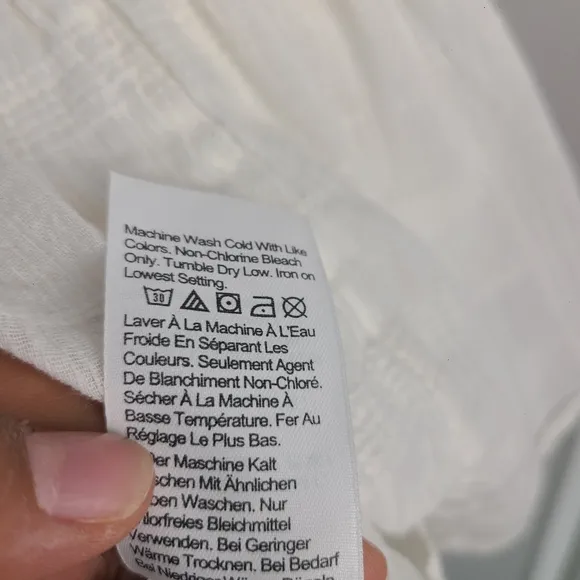 Machine Wash Cold With Like
Colors. Non-Chlorine Bleach
Only. Tumble Dry Low. Iron on
Lowest Setting.
30
Laver À La Machine À L'Eau
Froide En Séparant Les
Couleurs. Seulement Agent
De Blanchiment Non-Chloré.
Sécher À La Machine À
Basse Température. Fer Au
Réglage Le Plus Bas.
Maschine Kalt
Mit Ähnlichen
Waschen. Nur
Bleichmittel
Verwenden. Bei Geringer
Wärme Trocknen. Bei Bedarf
Bei